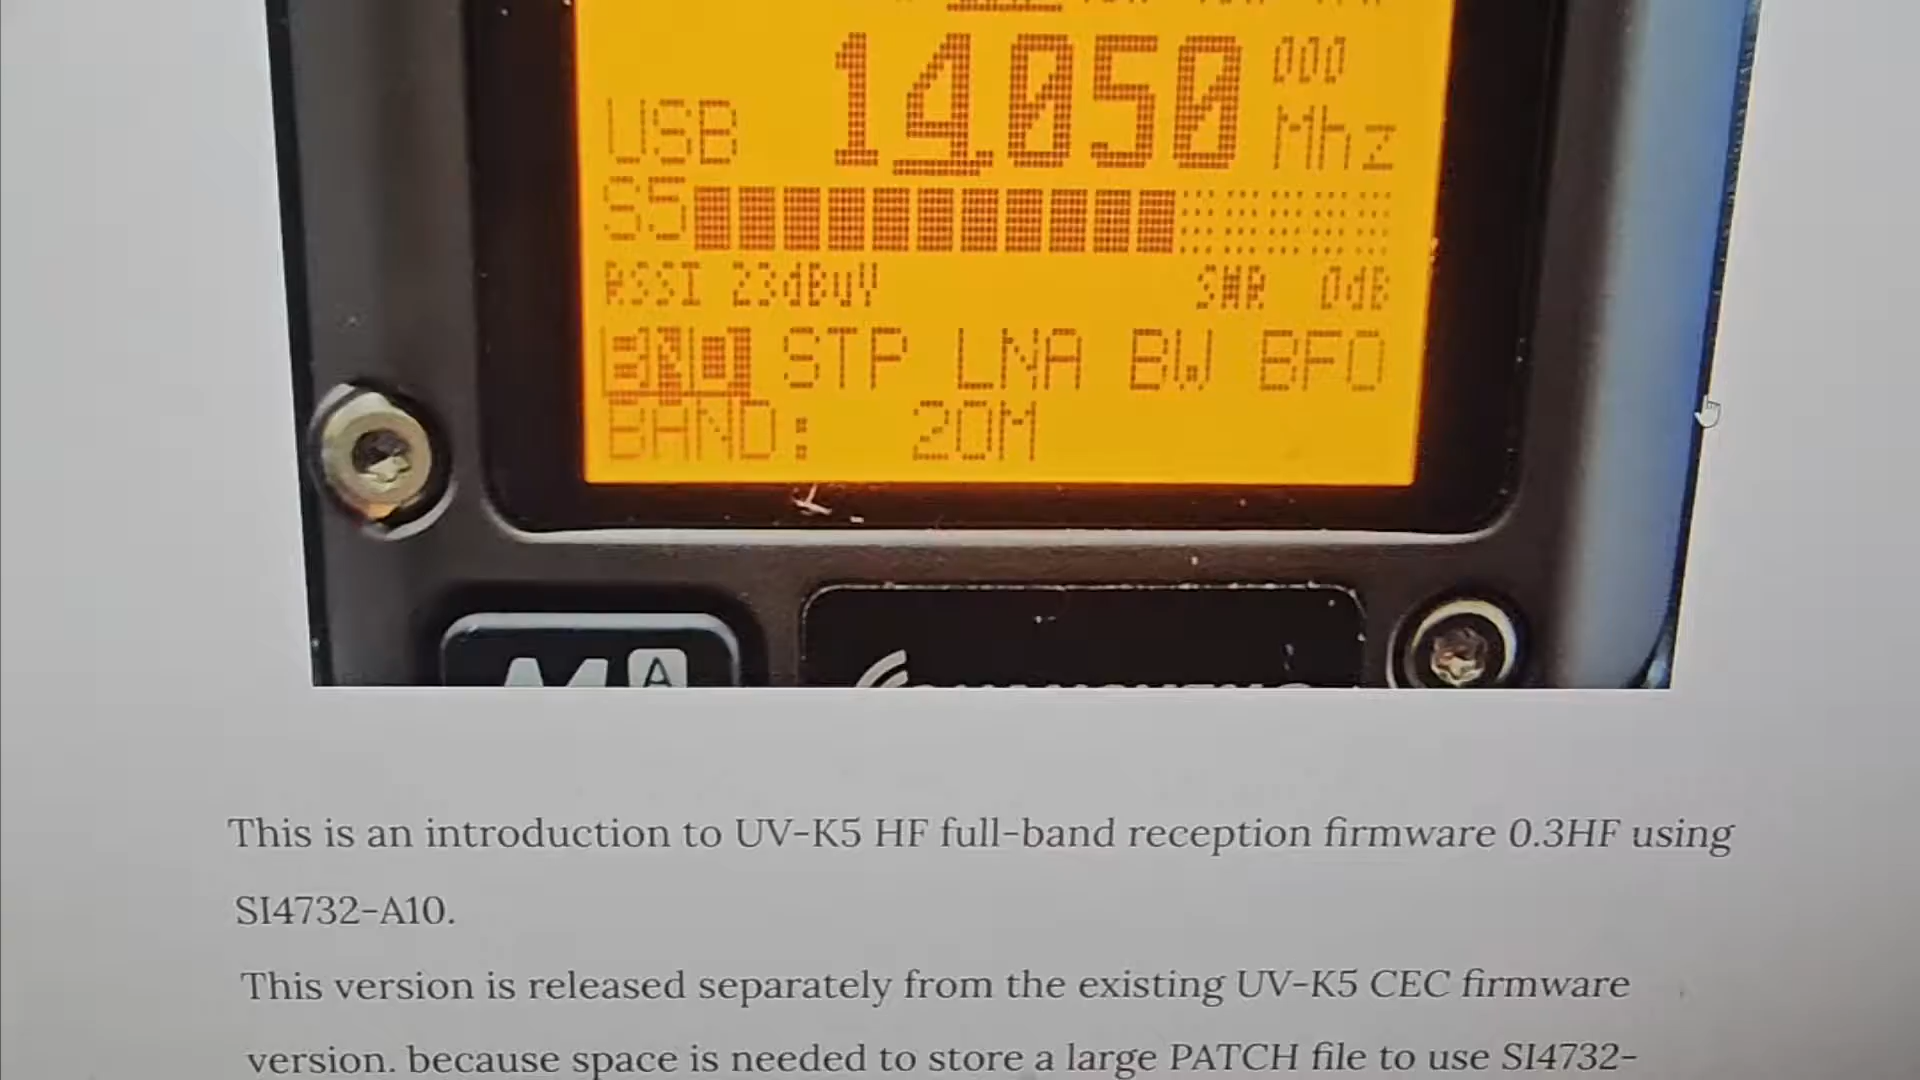 14050 000
USB Mhz
S5
RSSI 23dBuV SNR 0dB
BND STP LNA BW BFO
BAND: 20M
M A
This is an introduction to UV-K5 HF full-band reception firmware 0.3HF using
SI4732-A10.
This version is released separately from the existing UV-K5 CEC firmware
version. because space is needed to store a large PATCH file to use SI4732-